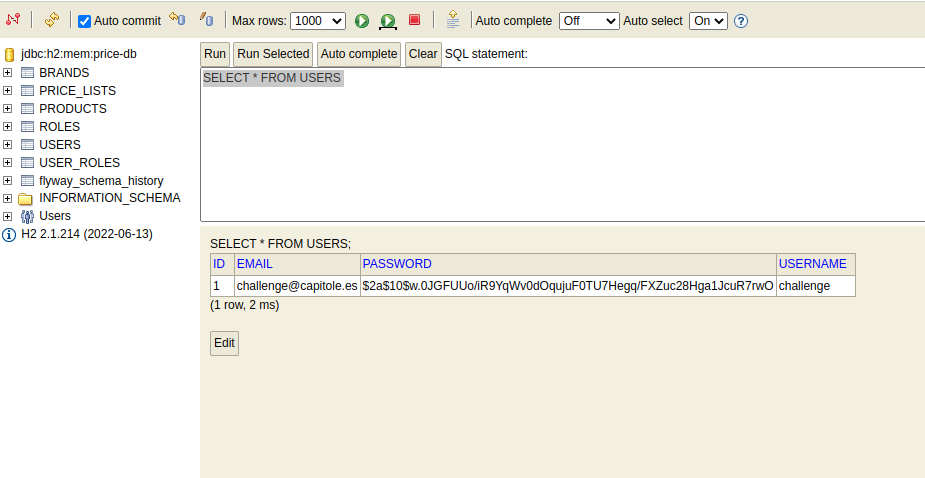 Auto commit Max rows: 1000 Auto complete Off Auto select On ?
jdbc:h2:mem:price-db
BRANDS
PRICE_LISTS
PRODUCTS
ROLES
USERS
USER_ROLES
flyway_schema_history
INFORMATION_SCHEMA
Users
H2 2.1.214 (2022-06-13)
Run Run Selected Auto complete Clear SQL statement:
SELECT * FROM USERS
SELECT * FROM USERS;
ID EMAIL PASSWORD USERNAME
1 challenge@capitole.es $2a$10$w.0JGFUUo/iR9YqWv0dOqujuF0TU7Hegq/FXZuc28Hga1JcuR7rwO challenge
(1 row, 2 ms)
Edit